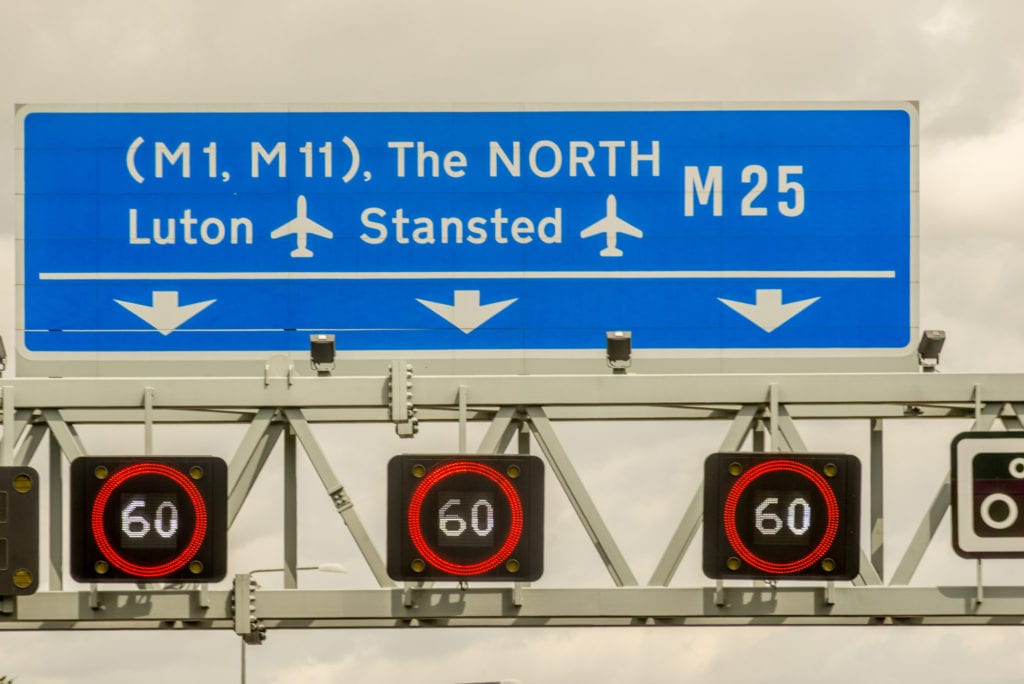 (M1, M11), The NORTH
Luton Stansted
M25
60
60
60